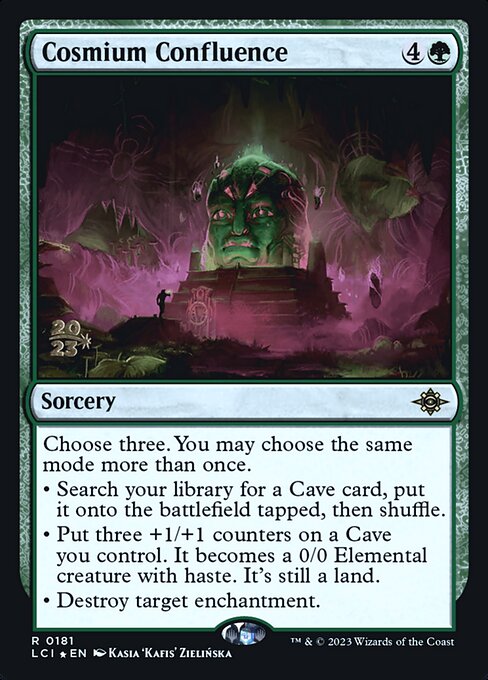 Cosmium Confluence 4
20
23
Sorcery
Choose three. You may choose the same
mode more than once.
• Search your library for a Cave card, put
it onto the battlefield tapped, then shuffle.
• Put three +1/+1 counters on a Cave
you control. It becomes a 0/0 Elemental
creature with haste. It's still a land.
• Destroy target enchantment.
R 0181
LCI ★ EN Kasia 'Kafis' Zielińska
™ & © 2023 Wizards of the Coast